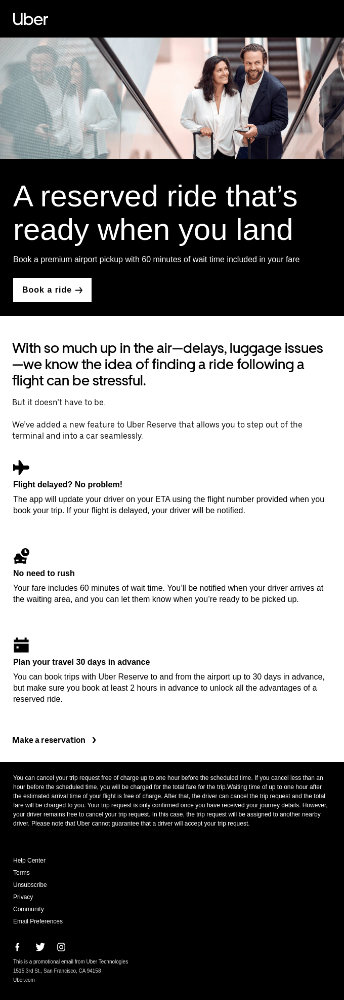 Uber
A reserved ride that’s
ready when you land
Book a premium airport pickup with 60 minutes of wait time included in your fare
Book a ride →
With so much up in the air—delays, luggage issues
—we know the idea of finding a ride following a
flight can be stressful.
But it doesn’t have to be.
We’ve added a new feature to Uber Reserve that allows you to step out of the
terminal and into a car seamlessly.
Flight delayed? No problem!
The app will update your driver on your ETA using the flight number provided when you
book your trip. If your flight is delayed, your driver will be notified.
No need to rush
Your fare includes 60 minutes of wait time. You’ll be notified when your driver arrives at
the waiting area, and you can let them know when you’re ready to be picked up.
Plan your travel 30 days in advance
You can book trips with Uber Reserve to and from the airport up to 30 days in advance,
but make sure you book at least 2 hours in advance to unlock all the advantages of a
reserved ride.
Make a reservation ❯
You can cancel your trip request free of charge up to one hour before the scheduled time. If you cancel less than an
hour before the scheduled time, you will be charged for the total fare for the trip.Waiting time of up to one hour after
the estimated arrival time of your flight is free of charge. After that, the driver can cancel the trip request and the total
fare will be charged to you. Your trip request is only confirmed once you have received your journey details. However,
your driver remains free to cancel your trip request. In this case, the trip request will be assigned to another nearby
driver. Please note that Uber cannot guarantee that a driver will accept your trip request.
Help Center
Terms
Unsubscribe
Privacy
Community
Email Preferences
This is a promotional email from Uber Technologies
1515 3rd St., San Francisco, CA 94158
Uber.com